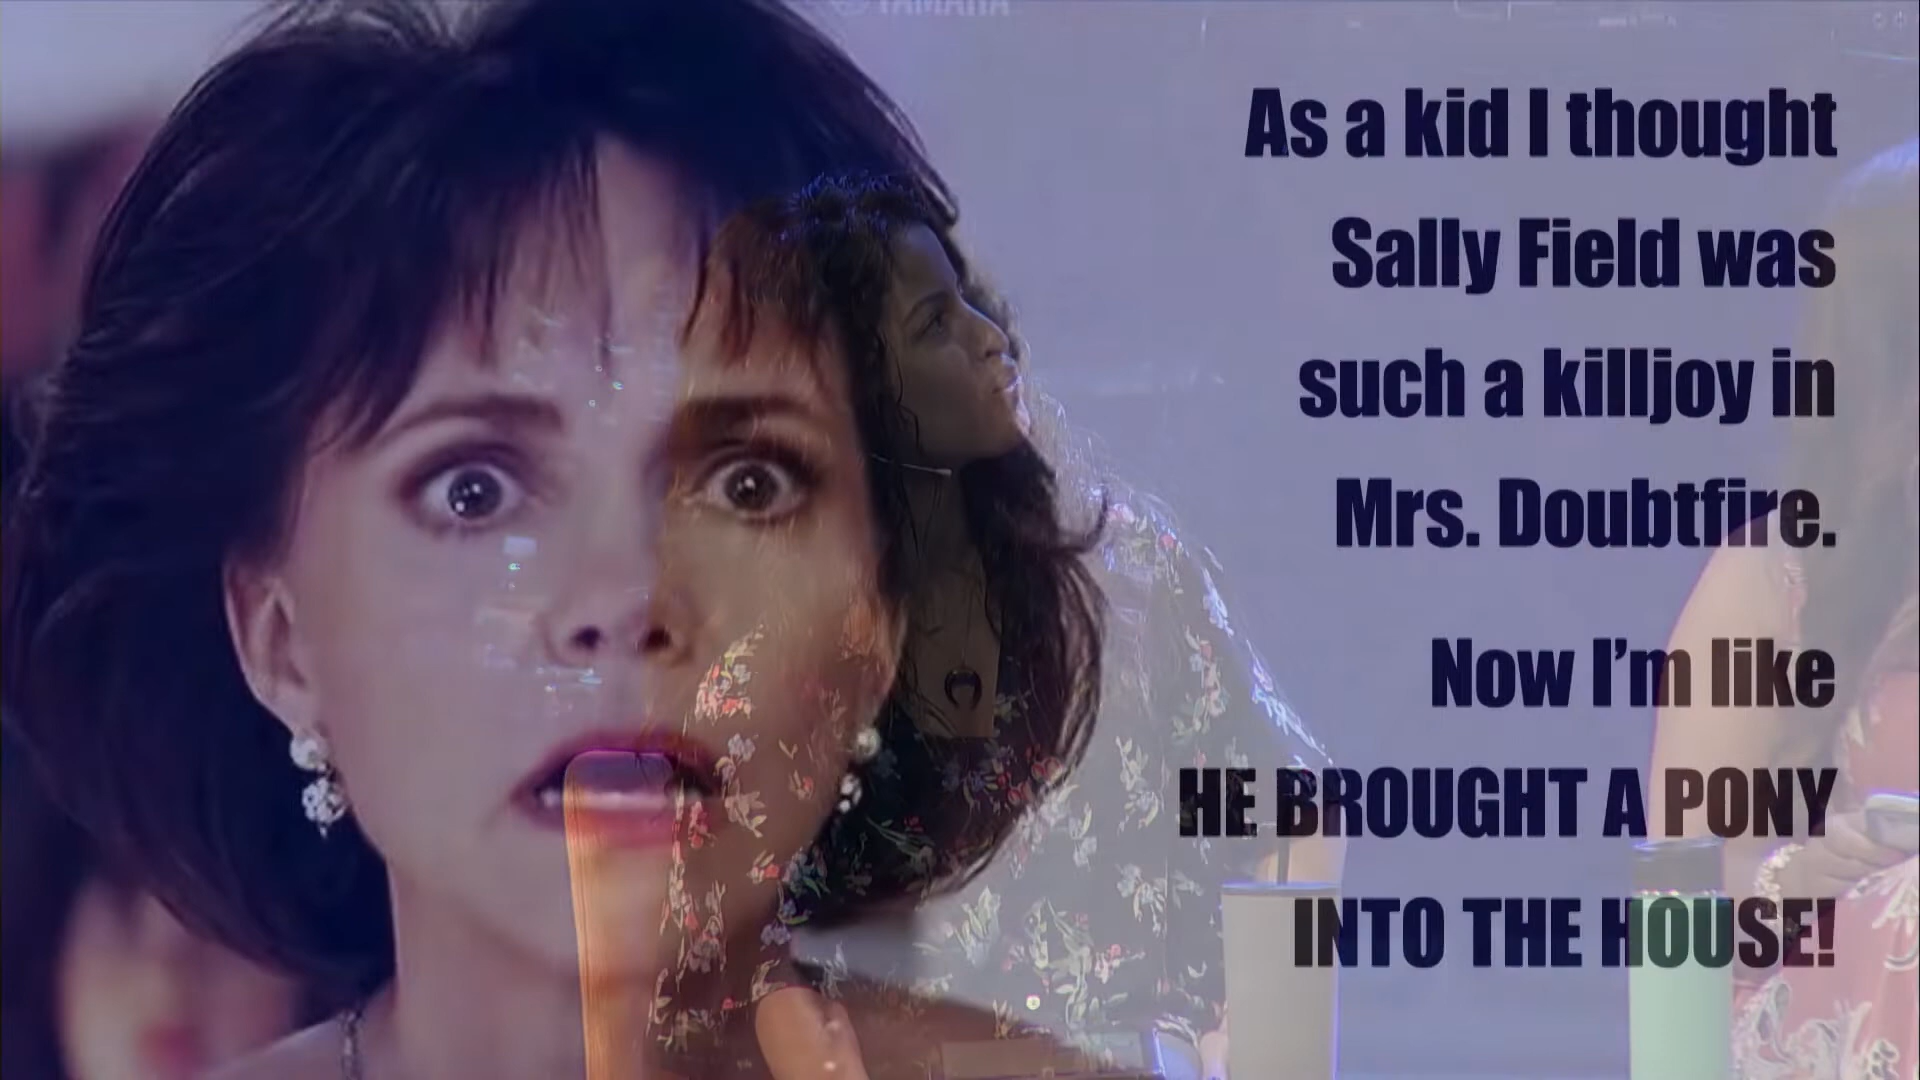 YAMAHA
As a kid I thought
Sally Field was
such a killjoy in
Mrs. Doubtfire.
Now I’m like
HE BROUGHT A PONY
INTO THE HOUSE!